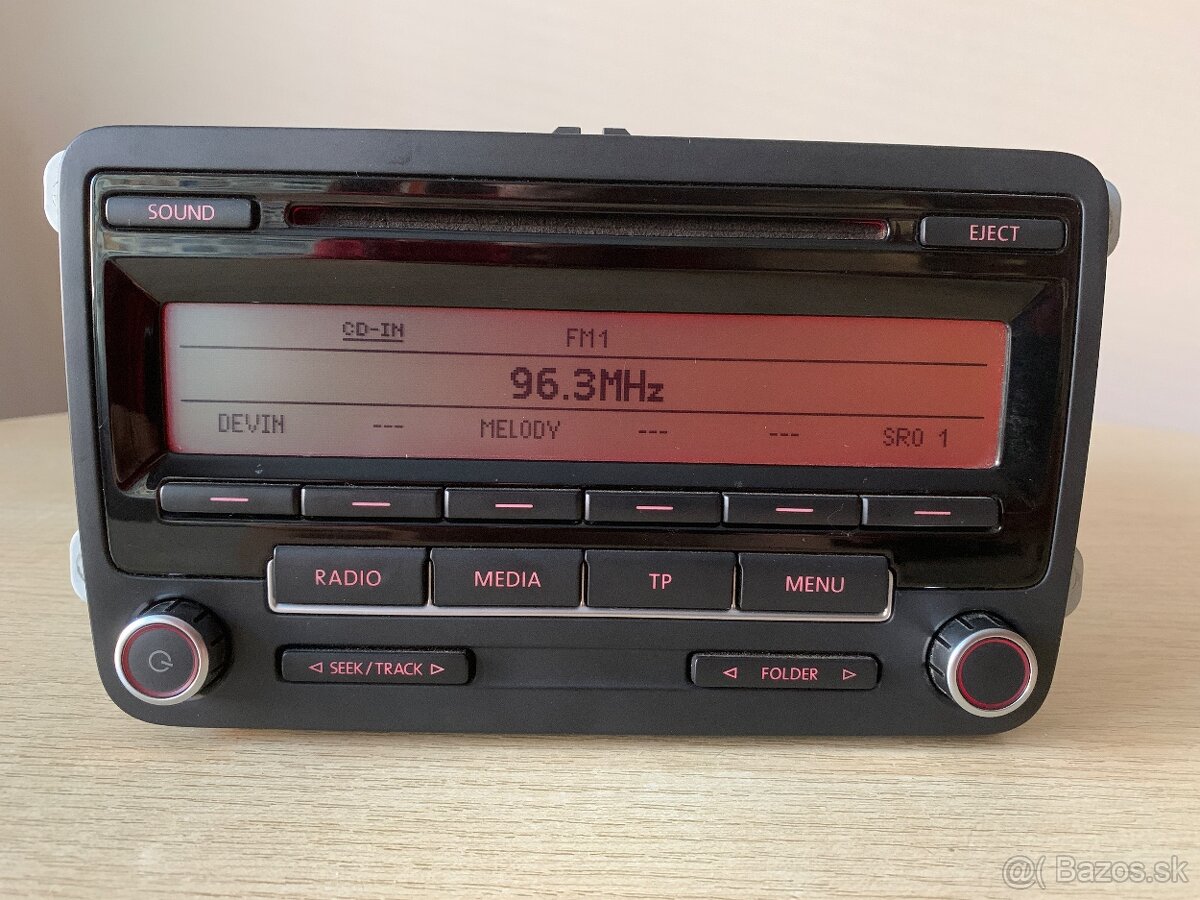 SOUND
EJECT
CD-IN FM1
96.3MHz
DEVIN --- MELODY --- --- SRO 1
RADIO MEDIA TP MENU
◁ SEEK/TRACK ▷ ◁ FOLDER ▷
@( Bazos.sk